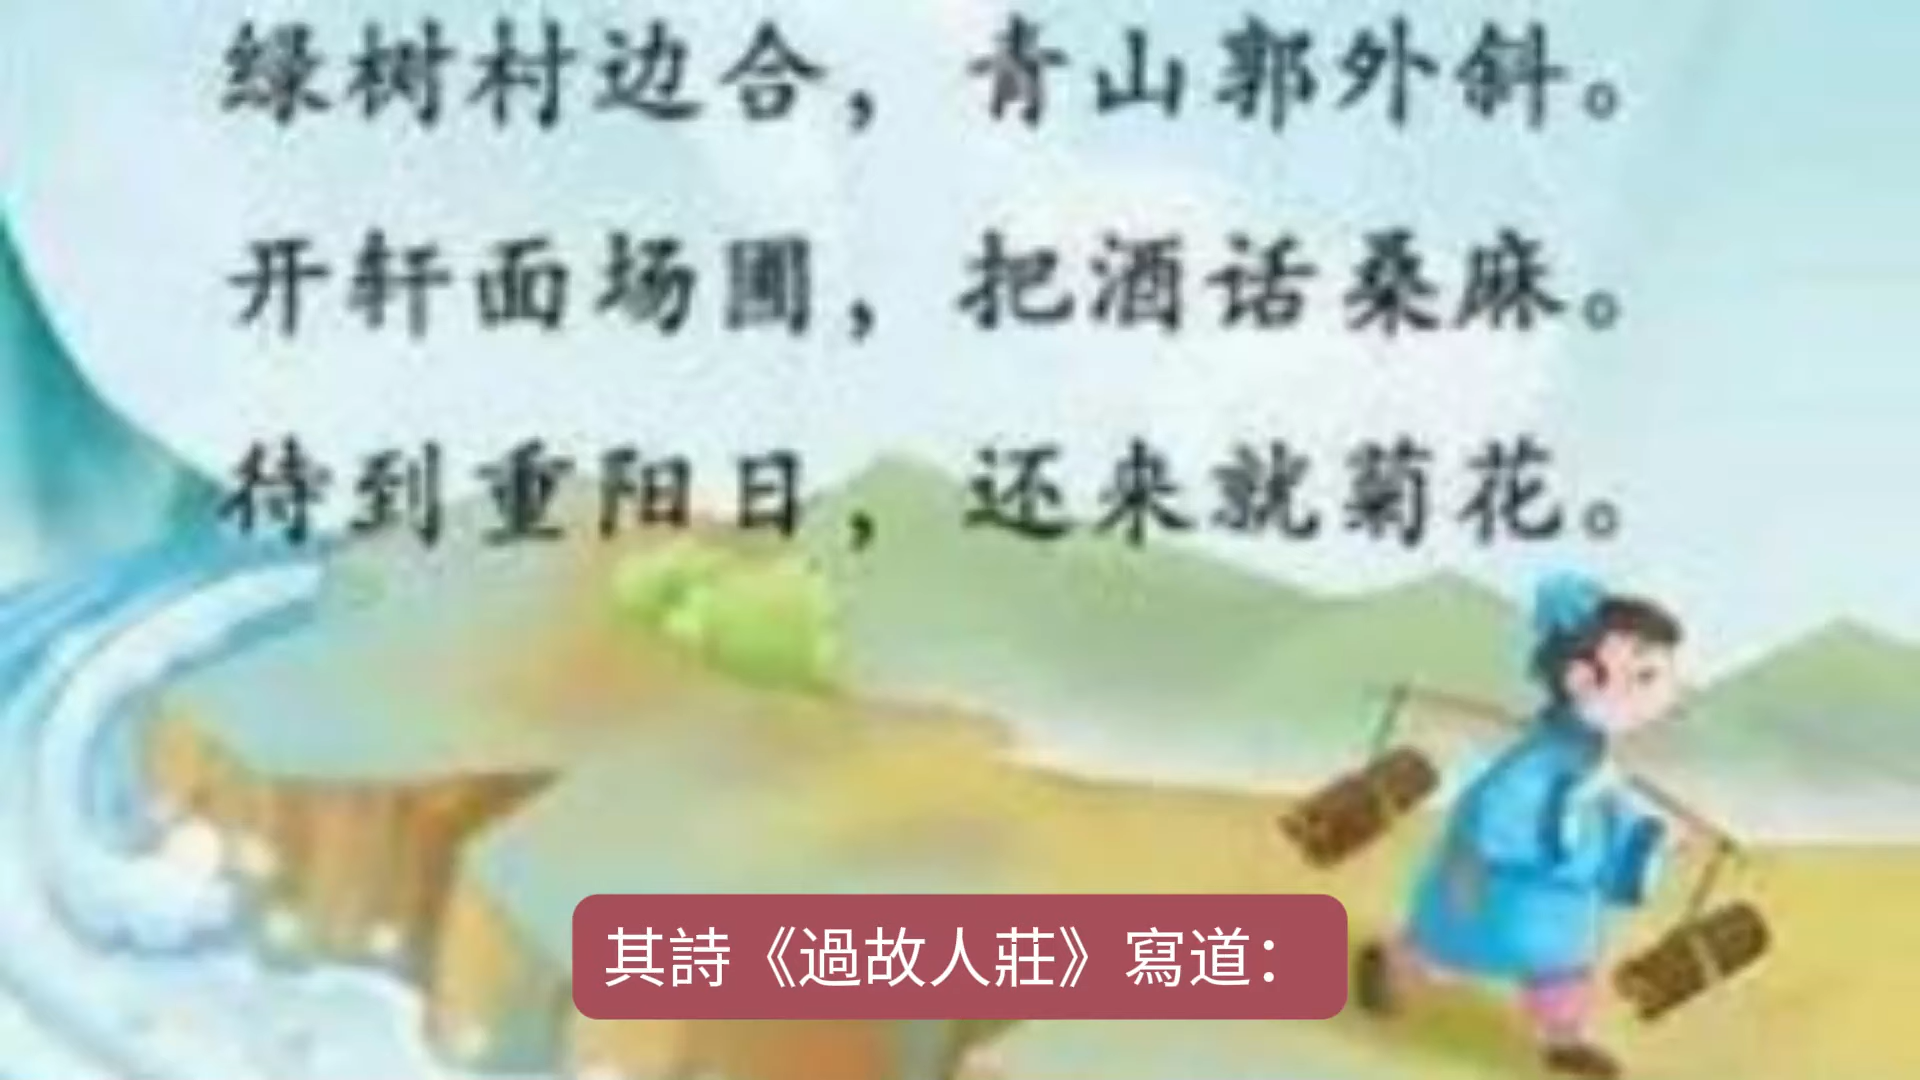 绿树村边合，青山郭外斜。
开轩面场圃，把酒话桑麻。
待到重阳日，还来就菊花。
其詩《過故人莊》寫道：